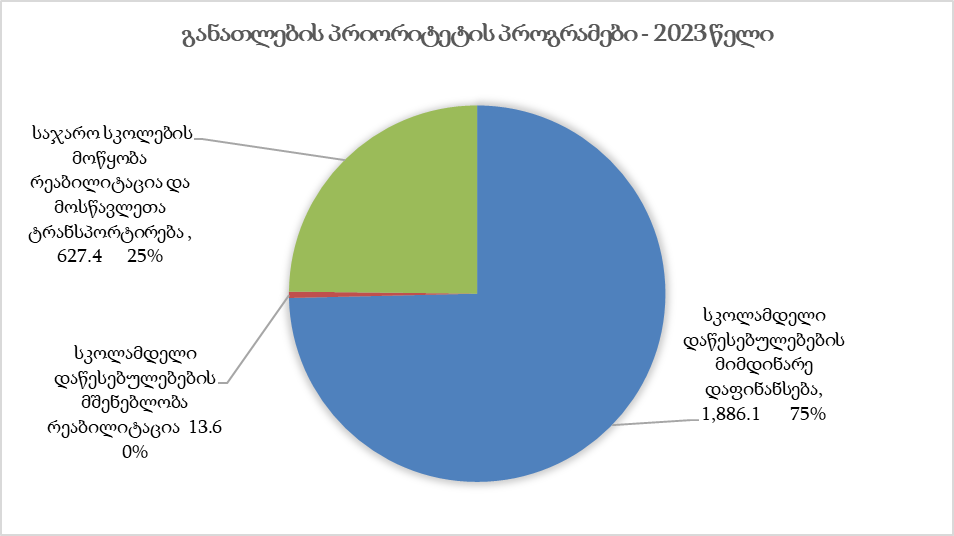 განათლების პრიორიტეტის პროგრამები - 2023 წელი
საჯარო სკოლების
მოწყობა
რეაბილიტაცია და
მოსწავლეთა
ტრანსპორტირება ,
627.4 25%
სკოლამდელი
დაწესებულებების
მშენებლობა
რეაბილიტაცია 13.6
0%
სკოლამდელი
დაწესებულებების
მიმდინარე
დაფინანსება,
1,886.1 75%